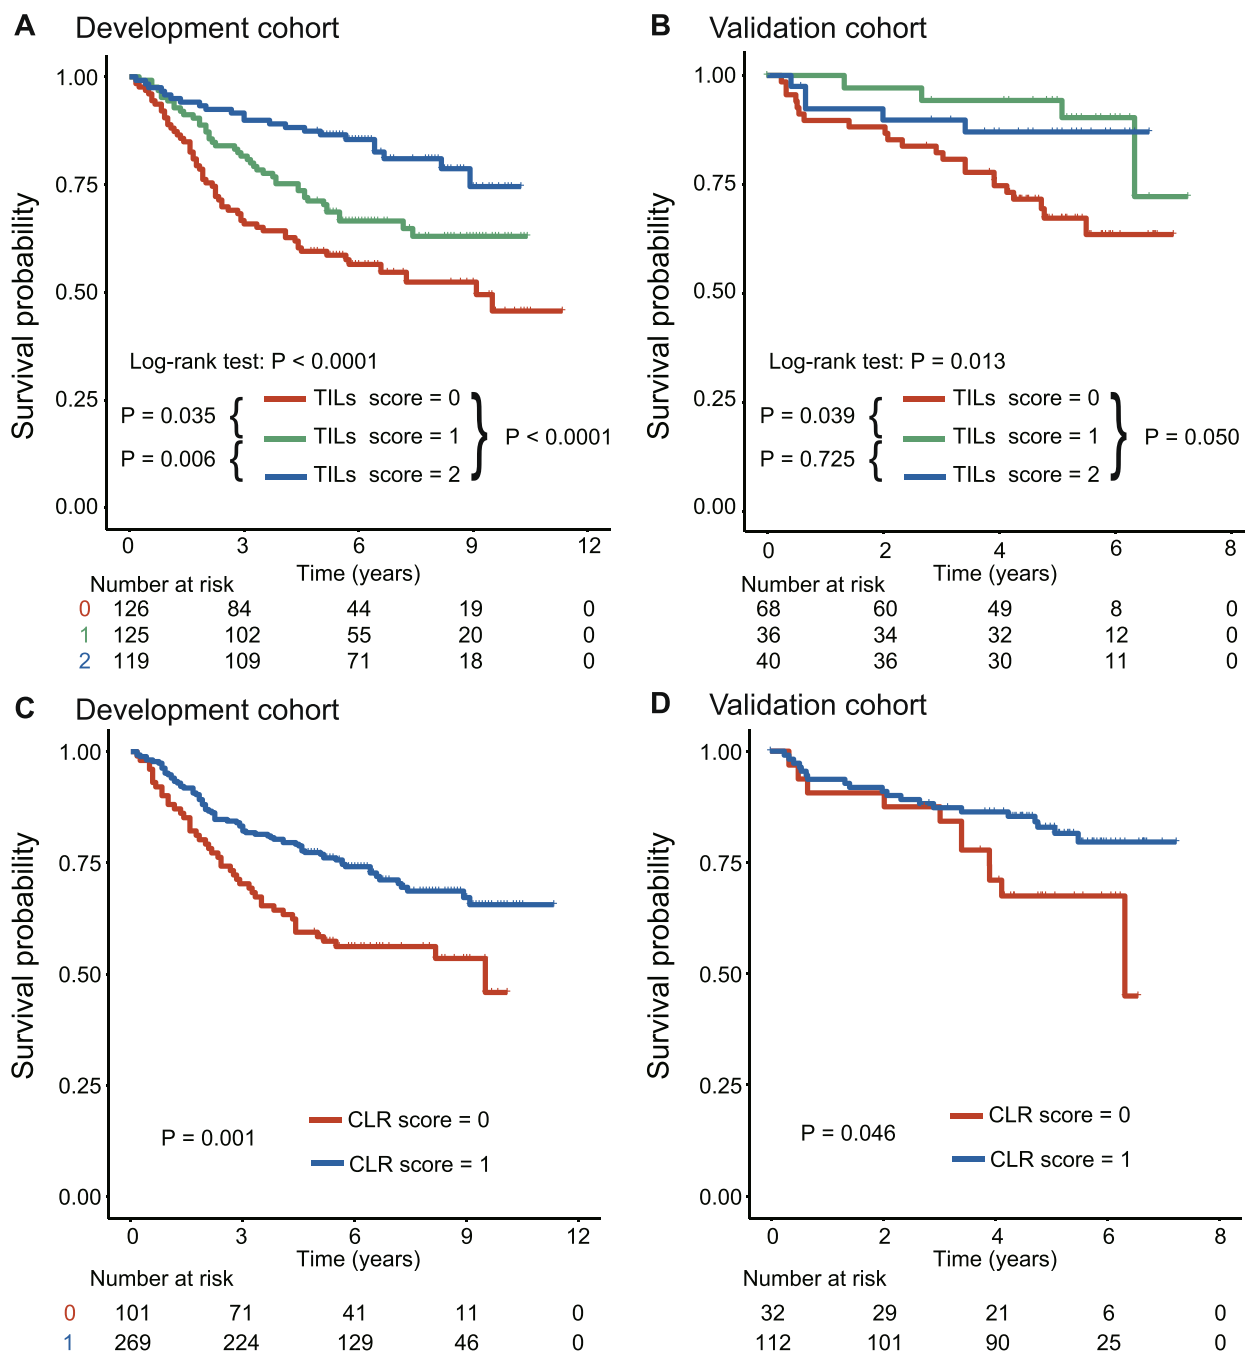 A Development cohort
Survival probability
1.00
0.75
0.50
0.25
0.00
Log-rank test: P < 0.0001
TILs score = 0
TILs score = 1
TILs score = 2
P = 0.035
P = 0.006
P < 0.0001
0 3 6 9 12
Time (years)
Number at risk
0 126 84 44 19 0
1 125 102 55 20 0
2 119 109 71 18 0
B Validation cohort
Survival probability
1.00
0.75
0.50
0.25
0.00
Log-rank test: P = 0.013
TILs score = 0
TILs score = 1
TILs score = 2
P = 0.039
P = 0.725
P = 0.050
0 2 4 6 8
Time (years)
Number at risk
68 60 49 8 0
36 34 32 12 0
40 36 30 11 0
C Development cohort
Survival probability
1.00
0.75
0.50
0.25
0.00
P = 0.001
CLR score = 0
CLR score = 1
0 3 6 9 12
Time (years)
Number at risk
0 101 71 41 11 0
1 269 224 129 46 0
D Validation cohort
Survival probability
1.00
0.75
0.50
0.25
0.00
P = 0.046
CLR score = 0
CLR score = 1
0 2 4 6 8
Time (years)
Number at risk
32 29 21 6 0
112 101 90 25 0